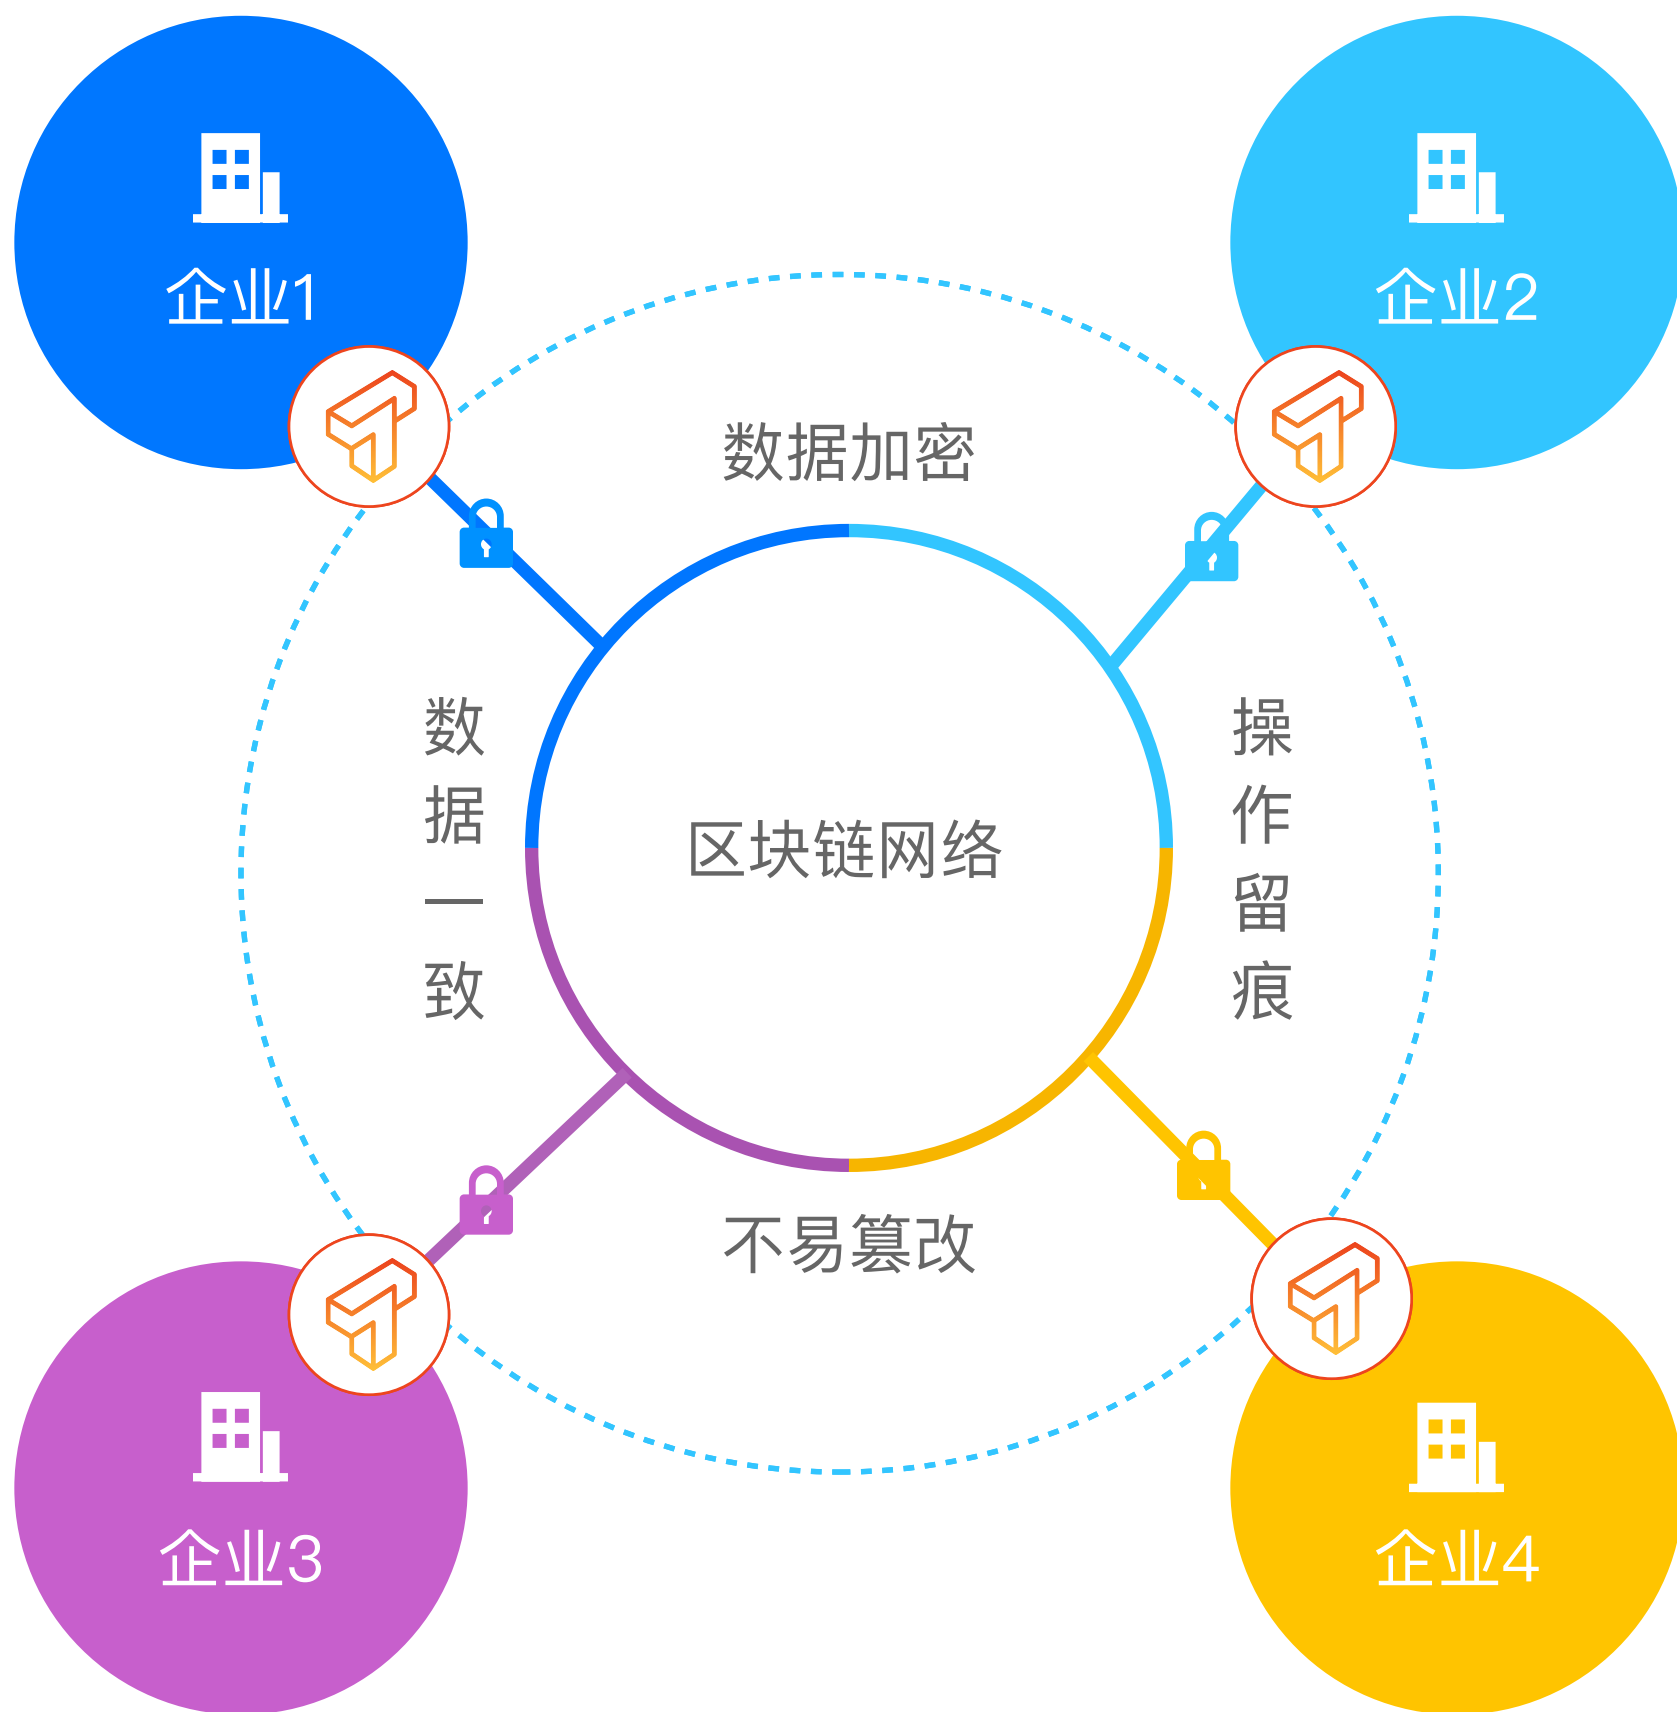 企业1
企业2
数据加密
数据一致
区块链网络
操作留痕
不易篡改
企业3
企业4